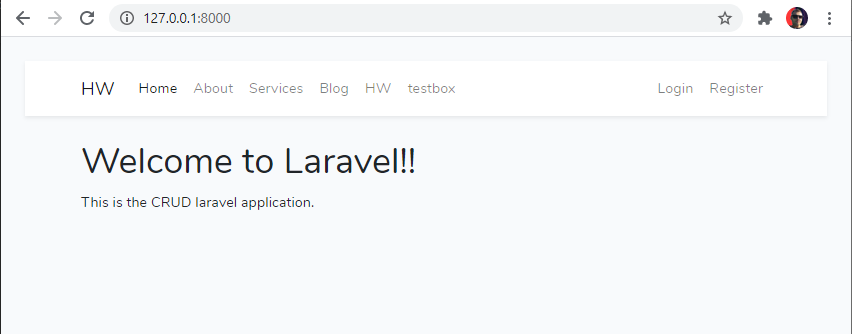 127.0.0.1:8000
HW Home About Services Blog HW testbox Login Register
Welcome to Laravel!!
This is the CRUD laravel application.